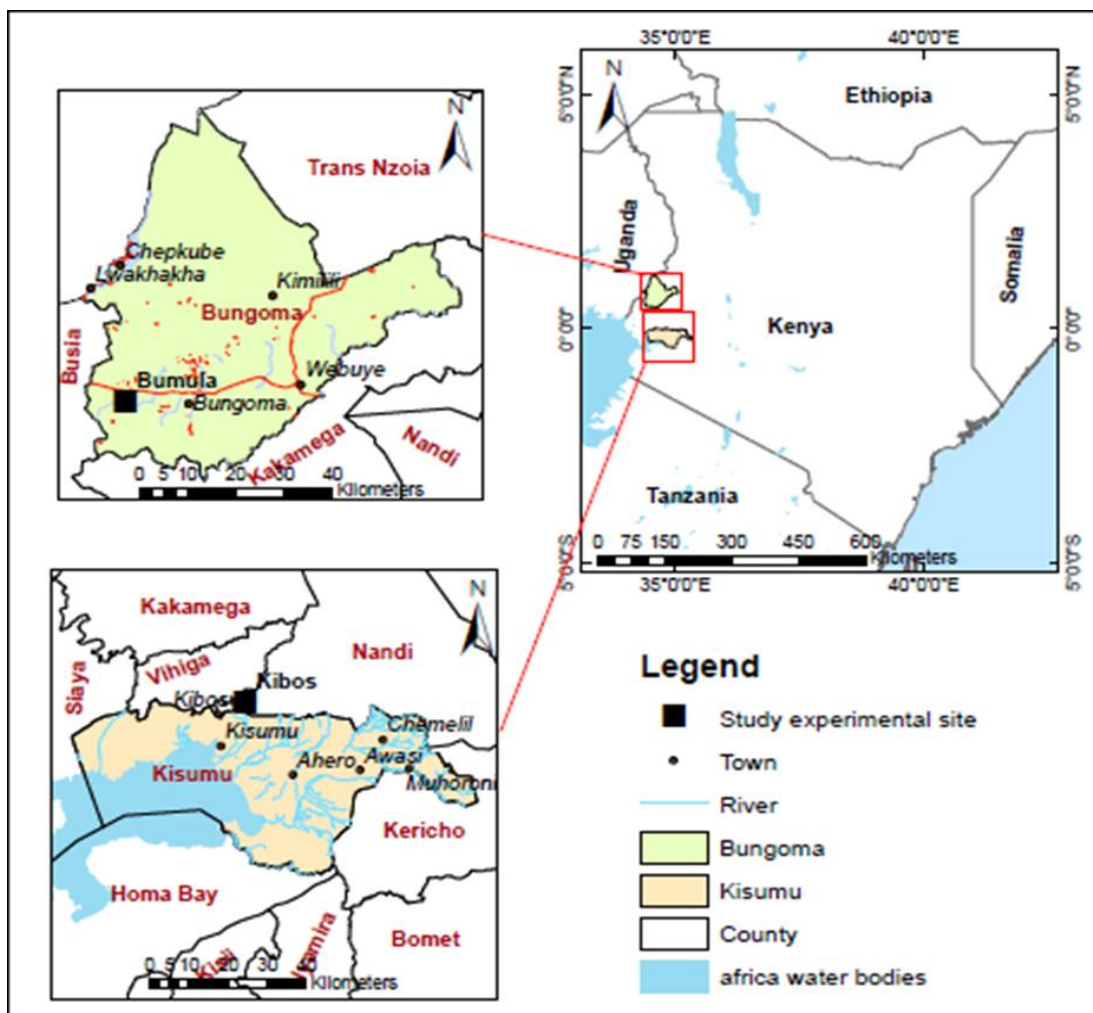 N
Trans Nzoia
Chepkube
Lwakhakha
Kimilili
Bungoma
Busia
Webuye
Bumula
Bungoma
Kakamega
Nandi
0 5 10 20 30 40
Kilometers
35°0'0"E 40°0'0"E
N
5°0'0"N 5°0'0"N
Ethiopia
Uganda
Somalia
0°0'0" 0°0'0"
Kenya
Tanzania
0 75 150 300 450 600
Kilometers
5°0'0"S 5°0'0"S
35°0'0"E 40°0'0"E
N
Kakamega
Siaya
Vihiga
Nandi
Kibos
Kibos
Kisumu
Chemelil
Kisumu
Ahero
Awasi
Muhoroni
Kericho
Homa Bay
Kisii
Nyamira
Bomet
0 5 10 20 30
Kilometers
Legend
Study experimental site
Town
River
Bungoma
Kisumu
County
africa water bodies